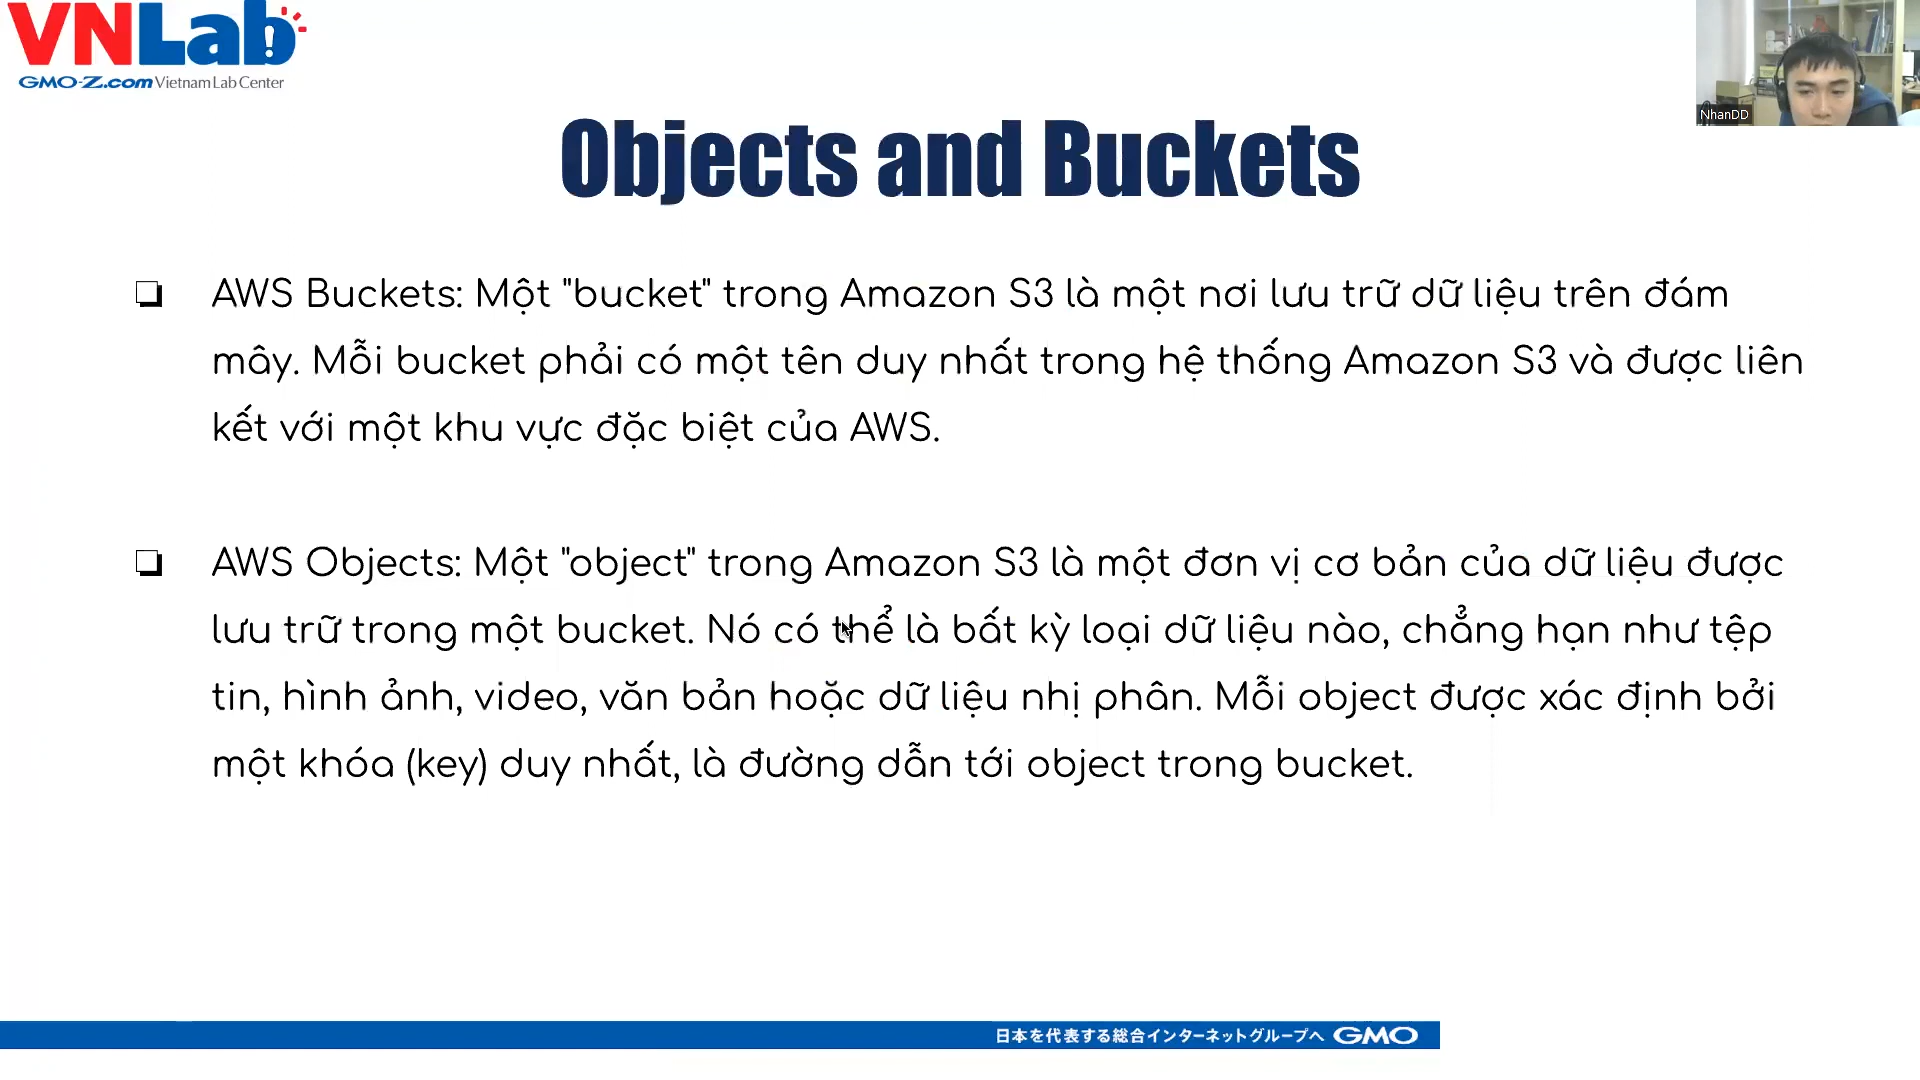 VNLab
GMO-Z.com Vietnam Lab Center
NhanDD
Objects and Buckets
❏ AWS Buckets: Một "bucket" trong Amazon S3 là một nơi lưu trữ dữ liệu trên đám
mây. Mỗi bucket phải có một tên duy nhất trong hệ thống Amazon S3 và được liên
kết với một khu vực đặc biệt của AWS.
❏ AWS Objects: Một "object" trong Amazon S3 là một đơn vị cơ bản của dữ liệu được
lưu trữ trong một bucket. Nó có thể là bất kỳ loại dữ liệu nào, chẳng hạn như tệp
tin, hình ảnh, video, văn bản hoặc dữ liệu nhị phân. Mỗi object được xác định bởi
một khóa (key) duy nhất, là đường dẫn tới object trong bucket.
日本を代表する総合インターネットグループへ GMO